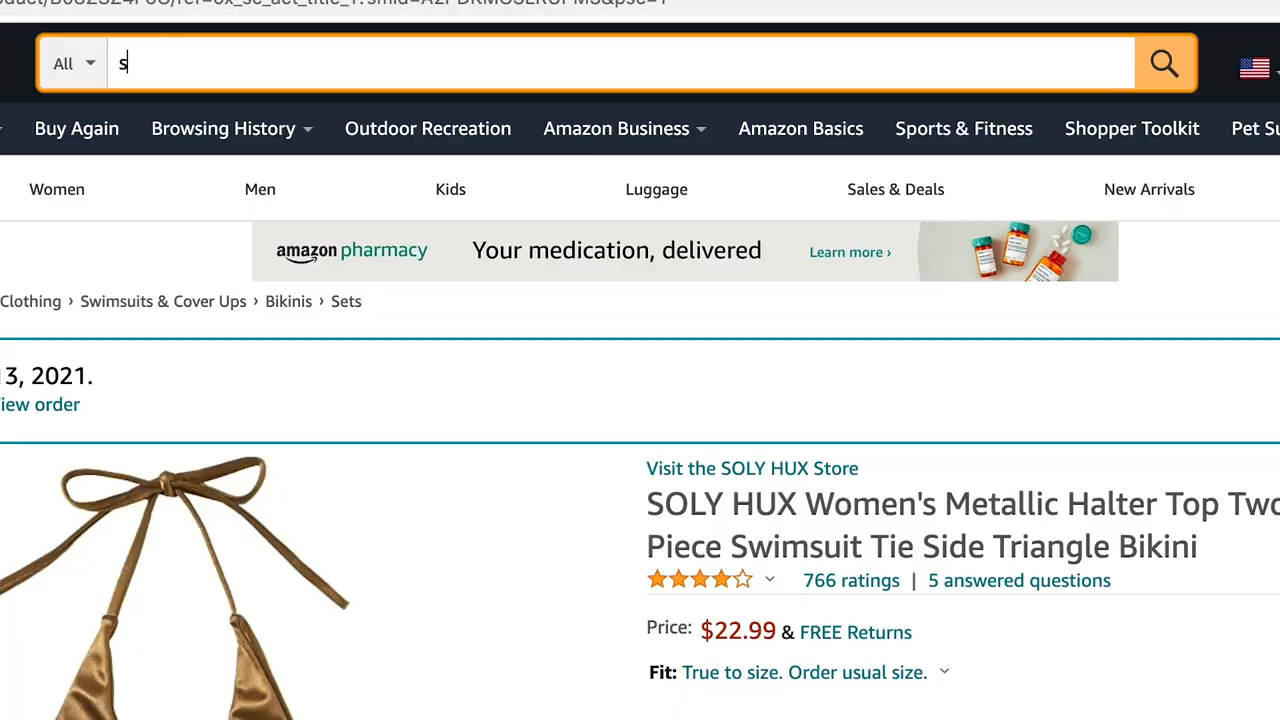 All
s
Buy Again Browsing History Outdoor Recreation Amazon Business Amazon Basics Sports & Fitness Shopper Toolkit Pet
Women Men Kids Luggage Sales & Deals New Arrivals
amazon pharmacy Your medication, delivered Learn more ›
Clothing › Swimsuits & Cover Ups › Bikinis › Sets
13, 2021.
order
Visit the SOLY HUX Store
SOLY HUX Women's Metallic Halter Top
Piece Swimsuit Tie Side Triangle Bikini
766 ratings | 5 answered questions
Price: $22.99 & FREE Returns
Fit: True to size. Order usual size.